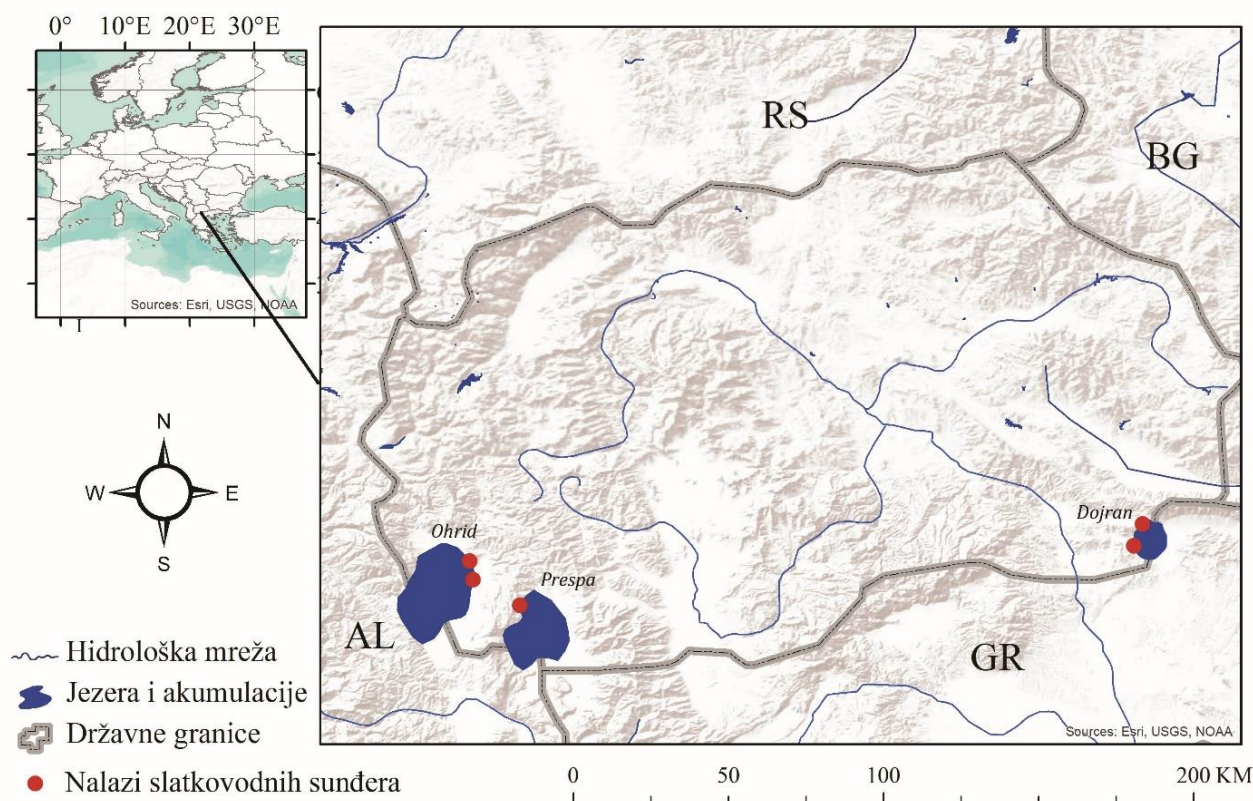 0° 10°E 20°E 30°E
Sources: Esri, USGS, NOAA
I
RS
BG
N
W E
S
Ohrid
Prespa
Dojran
AL
GR
Hidrološka mreža
Jezera i akumulacije
Državne granice
Nalazi slatkovodnih sunđera
Sources: Esri, USGS, NOAA
0 50 100 200 KM